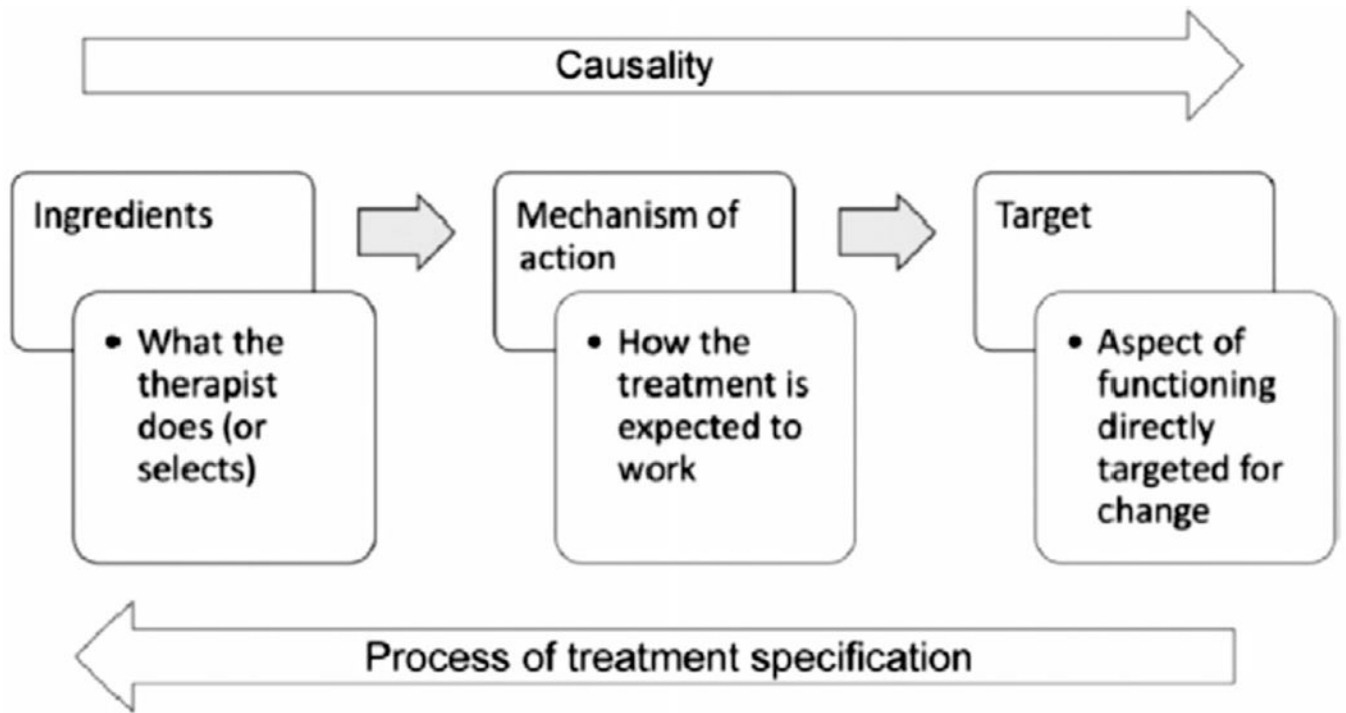 Causality
Ingredients
• What the
therapist
does (or
selects)
Mechanism of
action
• How the
treatment is
expected to
work
Target
• Aspect of
functioning
directly
targeted for
change
Process of treatment specification